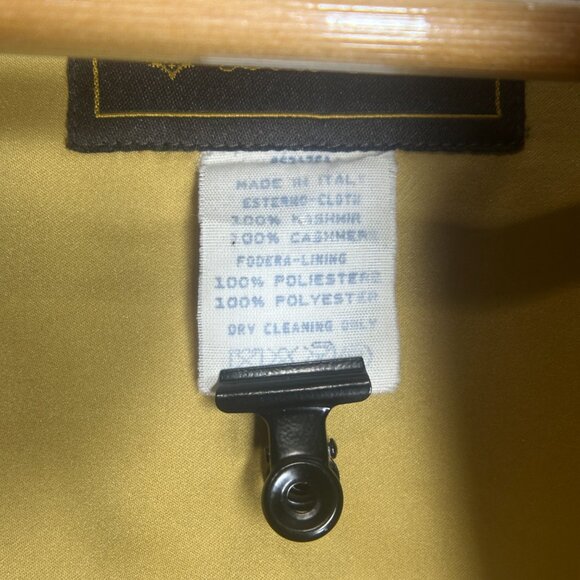 MADE IN ITALY
ESTERNO-CLOTH
100% KASHMIR
100% CASHMERE
FODERA-LINING
100% POLIESTERE
100% POLYESTER
DRY CLEANING ONLY